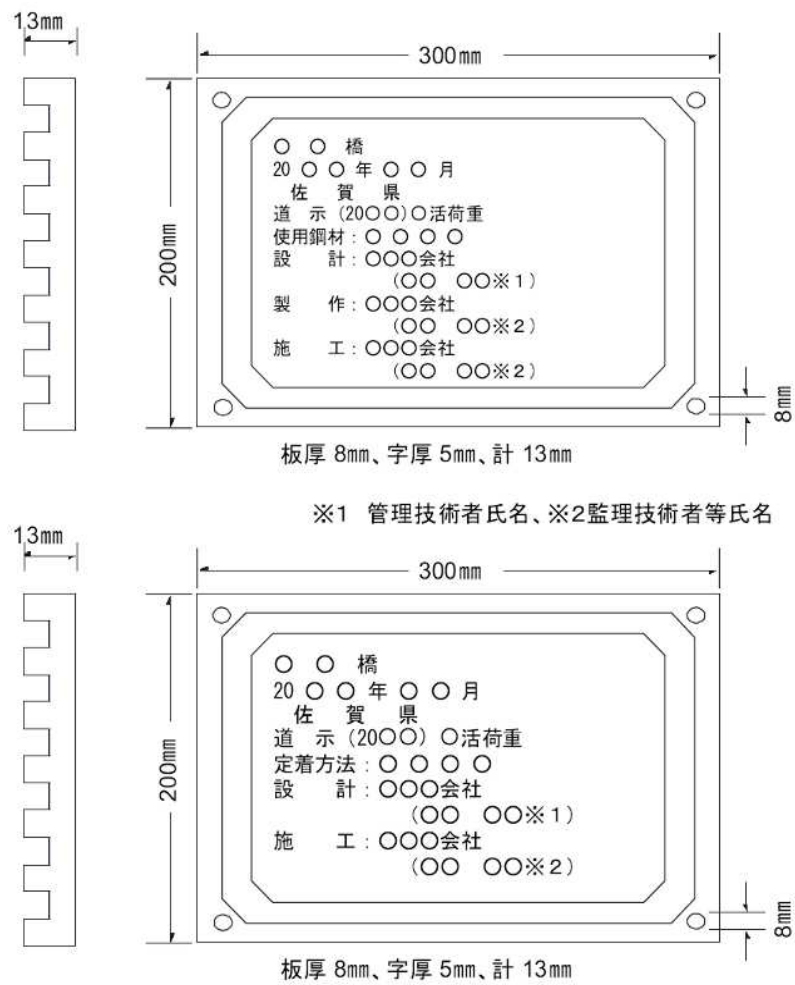 13㎜
300㎜
200㎜
○ ○ 橋
20 ○ ○ 年 ○ ○ 月
佐 賀 県
道 示 (20○○)○活荷重
使用鋼材：○ ○ ○ ○
設 計：○○○会社
(○○ ○○※1)
製 作：○○○会社
(○○ ○○※2)
施 工：○○○会社
(○○ ○○※2)
8㎜
板厚 8㎜、字厚 5㎜、計 13㎜
※1 管理技術者氏名、※2監理技術者等氏名
13㎜
300㎜
200㎜
○ ○ 橋
20 ○ ○ 年 ○ ○ 月
佐 賀 県
道 示 (20○○) ○活荷重
定着方法：○ ○ ○ ○
設 計：○○○会社
(○○ ○○※1)
施 工：○○○会社
(○○ ○○※2)
8㎜
板厚 8㎜、字厚 5㎜、計 13㎜